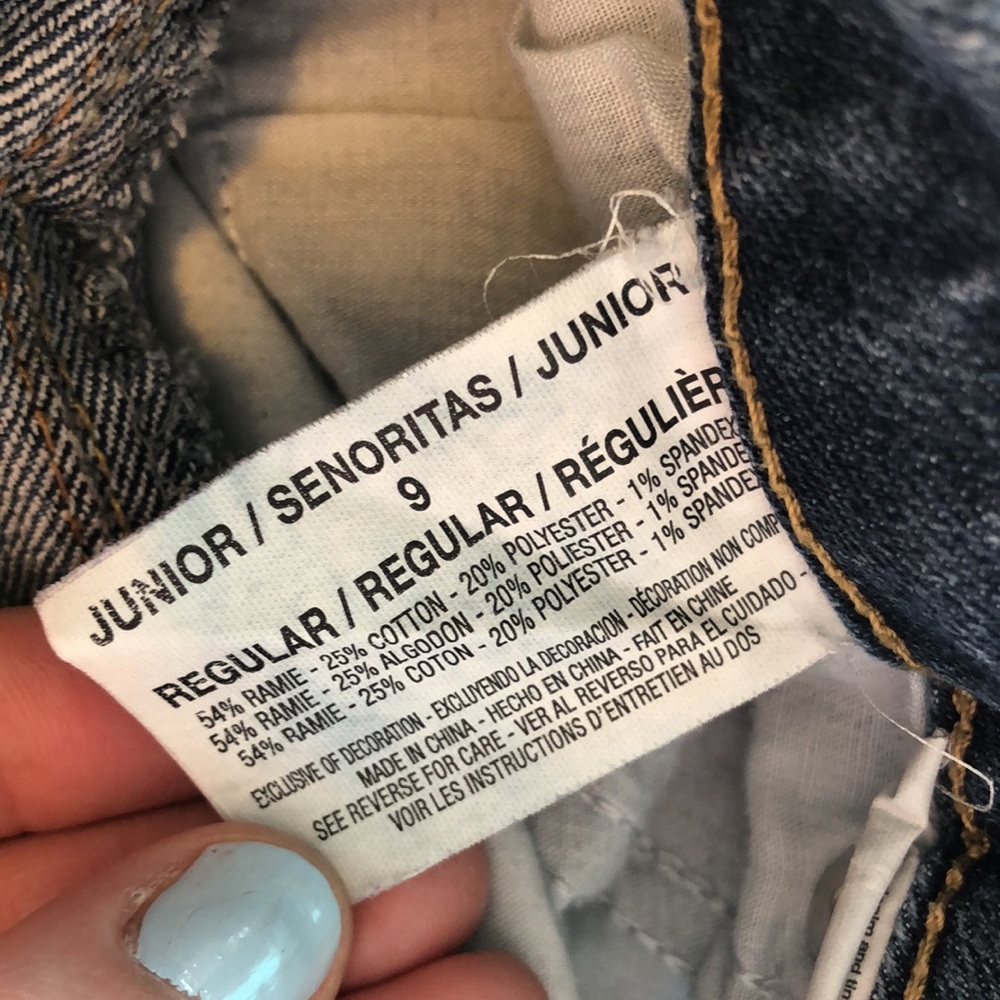 JUNIOR / SENORITAS / JUNIOR
9
REGULAR / REGULAR / RÉGULIÈR
54% RAMIE - 25% COTTON - 20% POLYESTER - 1% SPANDEX
54% RAMIE - 25% ALGODON - 20% POLIESTER - 1% SPANDE
54% RAMIE - 25% COTON - 20% POLYESTER - 1% SPANDEX
EXCLUSIVE OF DECORATION - EXCLUYENDO LA DECORACION - DÉCORATION NON COMP
MADE IN CHINA - HECHO EN CHINA - FAIT EN CHINE
SEE REVERSE FOR CARE - VER AL REVERSO PARA EL CUIDADO -
VOIR LES INSTRUCTIONS D'ENTRETIEN AU DOS
and